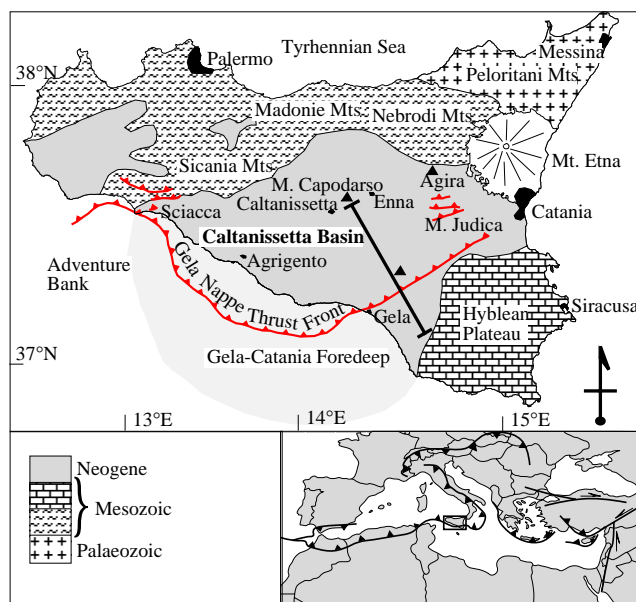 Messina
Tyrhennian Sea
Palermo
38°N
Peloritani Mts.
Madonie Mts.
Nebrodi Mts.
Mt. Etna
Sicania Mts.
M. Capodarso
Agira
Enna
Caltanissetta
Sciacca
Catania
M. Judica
Caltanissetta Basin
Adventure
Bank
Agrigento
Gela Nappe Thrust Front
Siracusa
Gela
Hyblean
Plateau
37°N
Gela-Catania Foredeep
13°E
14°E
15°E
Neogene
Mesozoic
Palaeozoic